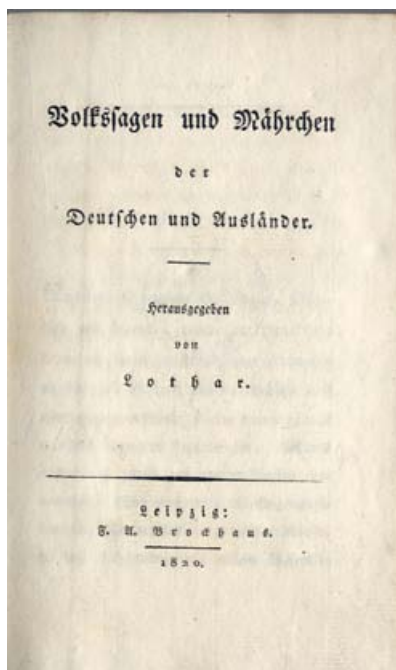 Volkssagen und Mährchen
der
Deutschen und Ausländer.
Herausgegeben
von
Lothar.
Leipzig:
F. A. Brockhaus.
1820.